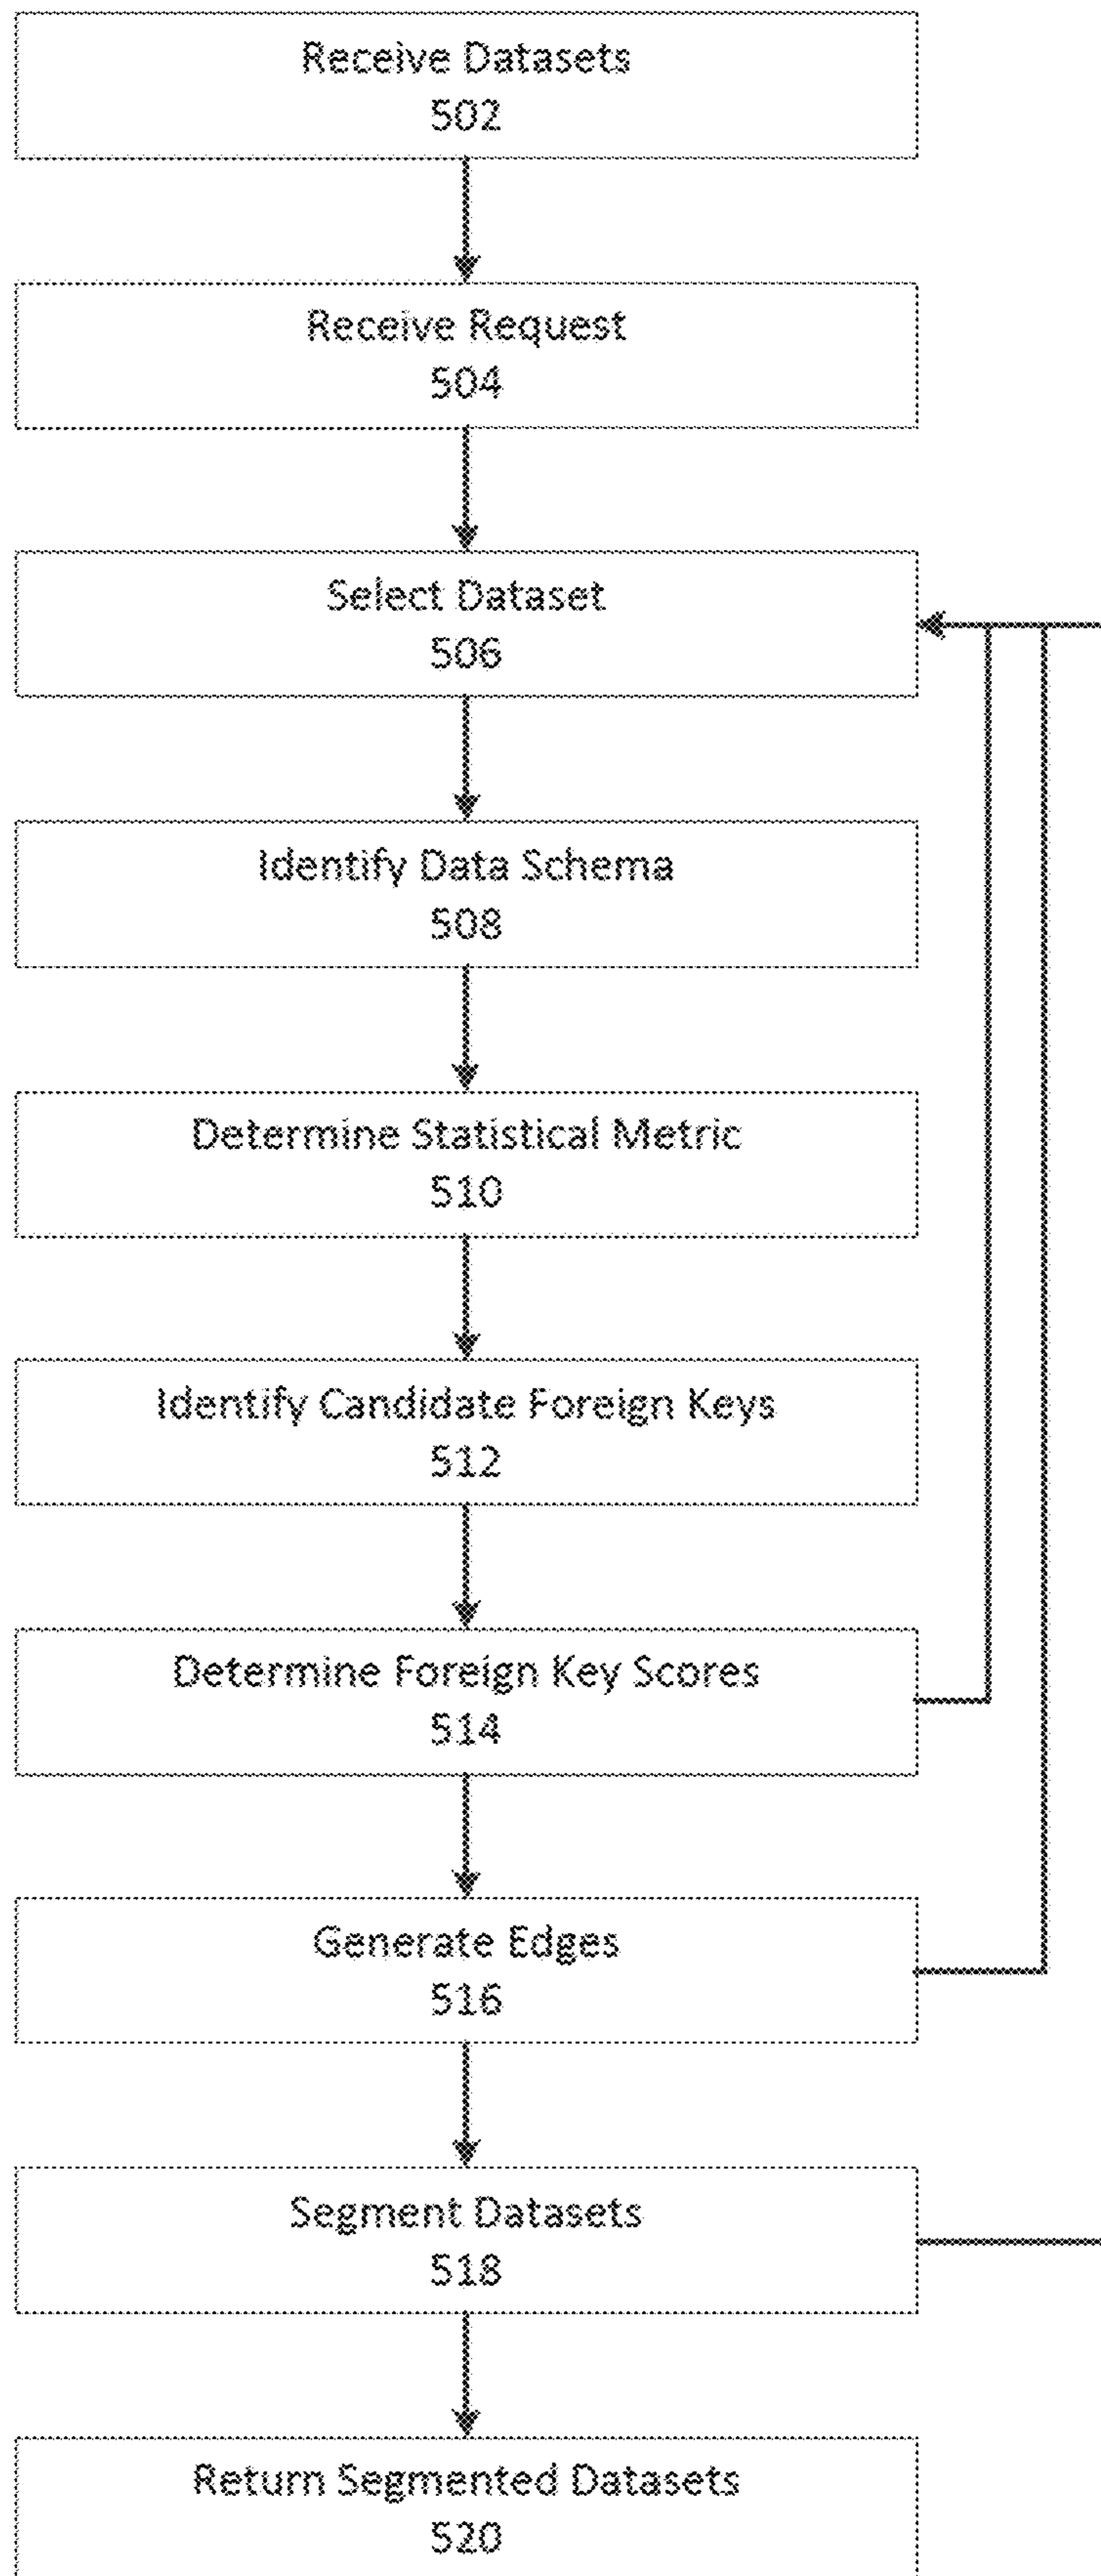 Receive Datasets
502
Receive Request
504
Select Dataset
506
Identify Data Schema
508
Determine Statistical Metric
510
Identify Candidate Foreign Keys
512
Determine Foreign Key Scores
514
Generate Edges
516
Segment Datasets
518
Return Segmented Datasets
520